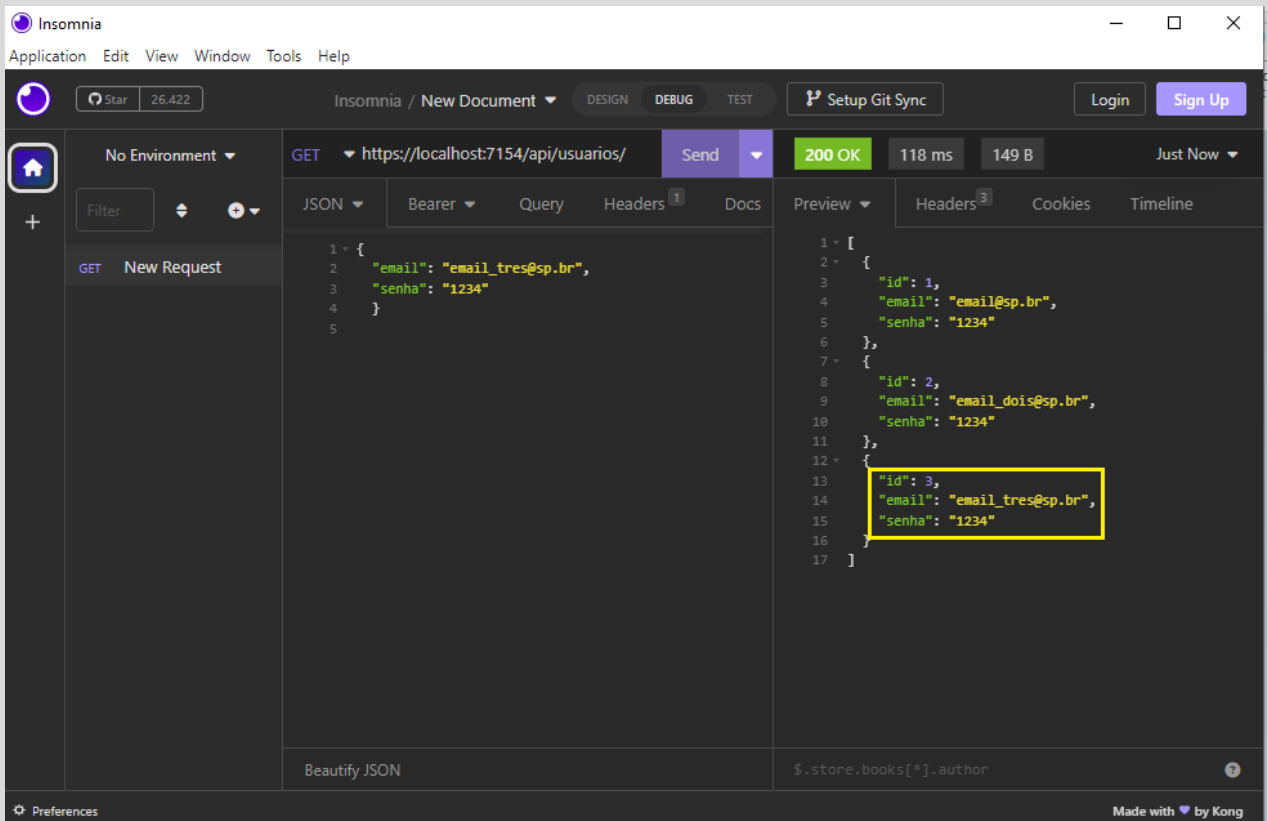 Insomnia
Application Edit View Window Tools Help
Star 26.422
Insomnia / New Document
DESIGN DEBUG TEST
Setup Git Sync
Login
Sign Up
No Environment
Filter
GET New Request
GET https://localhost:7154/api/usuarios/ Send
JSON Bearer Query Headers 1 Docs
1 {
2 "email": "email_tres@sp.br",
3 "senha": "1234"
4 }
5
Beautify JSON
200 OK 118 ms 149 B Just Now
Preview Headers 3 Cookies Timeline
1 [
2 {
3 "id": 1,
4 "email": "email@sp.br",
5 "senha": "1234"
6 },
7 {
8 "id": 2,
9 "email": "email_dois@sp.br",
10 "senha": "1234"
11 },
12 {
13 "id": 3,
14 "email": "email_tres@sp.br",
15 "senha": "1234"
16 }
17 ]
$.store.books[*].author ?
Preferences
Made with by Kong